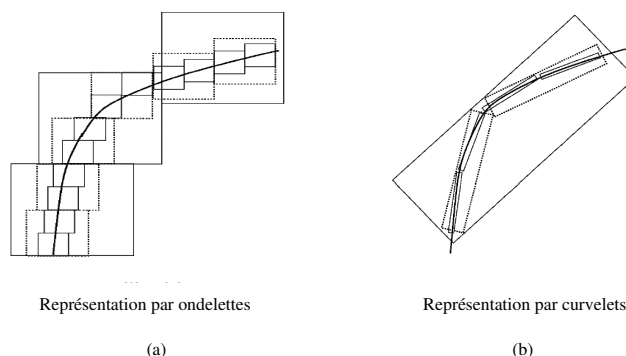 Représentation par ondelettes
Représentation par curvelets
(a)
(b)